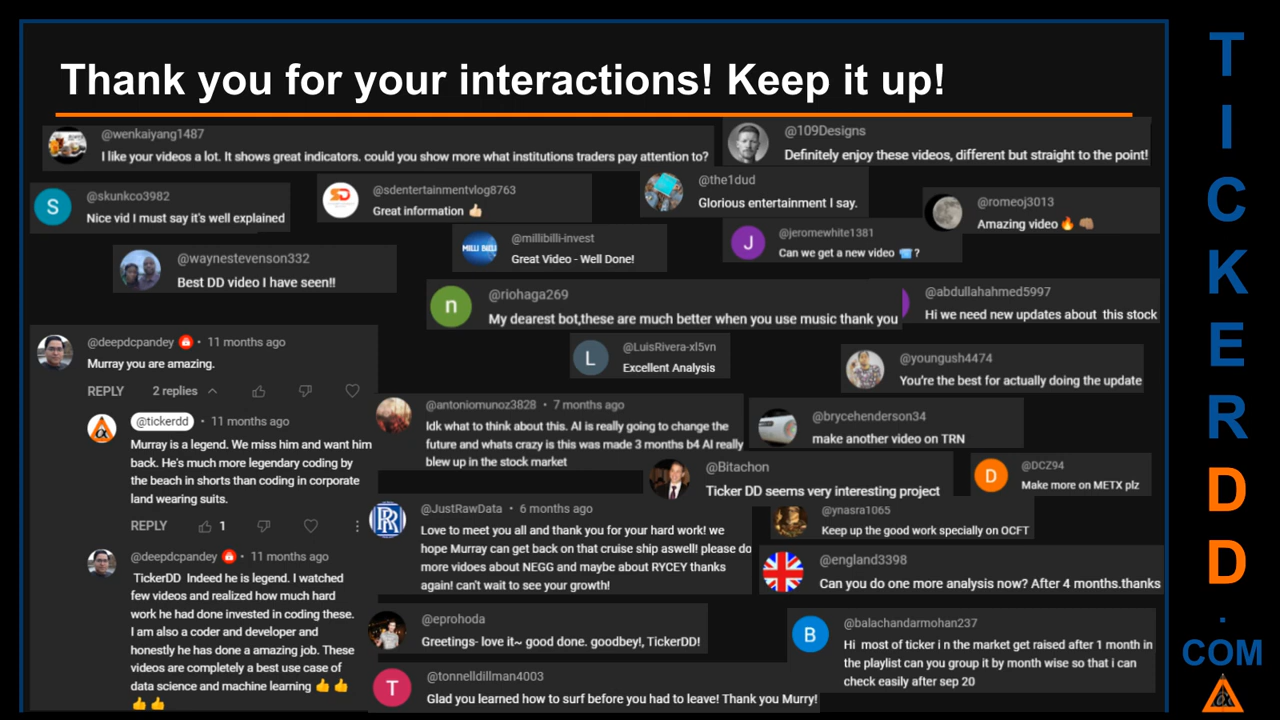 Thank you for your interactions! Keep it up!
@wenkaiyang1487
I like your videos a lot. It shows great indicators. could you show more what institutions traders pay attention to?
@109Designs
Definitely enjoy these videos, different but straight to the point!
S
@skunkco3982
Nice vid I must say it's well explained
SD
@sdentertainmentvlog8763
Great information 👍🏻
@the1dud
Glorious entertainment I say.
@romeoj3013
Amazing video 🔥 👊🏽
MILLI BILLI
@millibilli-invest
Great Video - Well Done!
J
@jeromewhite1381
Can we get a new video ?
@waynestevenson332
Best DD video I have seen!!
n
@riohaga269
My dearest bot,these are much better when you use music thank you
@abdullahahmed5997
Hi we need new updates about this stock
@deepdcpandey • 11 months ago
Murray you are amazing.
REPLY 2 replies
@tickerdd • 11 months ago
Murray is a legend. We miss him and want him
back. He's much more legendary coding by
the beach in shorts than coding in corporate
land wearing suits.
REPLY 1
@deepdcpandey • 11 months ago
TickerDD Indeed he is legend. I watched
few videos and realized how much hard
work he had done invested in coding these.
I am also a coder and developer and
honestly he has done a amazing job. These
videos are completely a best use case of
data science and machine learning 👍 👍
👍 👍
L
@LuisRivera-xl5vn
Excellent Analysis
@youngush4474
You're the best for actually doing the update
@antoniomunoz3828 • 7 months ago
Idk what to think about this. AI is really going to change the
future and whats crazy is this was made 3 months b4 AI really
blew up in the stock market
@brycehenderson34
make another video on TRN
@Bitachon
Ticker DD seems very interesting project
D
@DCZ94
Make more on METX plz
RR
@JustRawData • 6 months ago
Love to meet you all and thank you for your hard work! we
hope Murray can get back on that cruise ship aswell! please do
more vidoes about NEGG and maybe about RYCEY thanks
again! can't wait to see your growth!
@ynasra1065
Keep up the good work specially on OCFT
@england3398
Can you do one more analysis now? After 4 months.thanks
@eprohoda
Greetings- love it~ good done. goodbey!, TickerDD!
B
@balachandarmohan237
Hi most of ticker i n the market get raised after 1 month in
the playlist can you group it by month wise so that i can
check easily after sep 20
T
@tonnelldillman4003
Glad you learned how to surf before you had to leave! Thank you Murry!
TICKERDD
.
COM